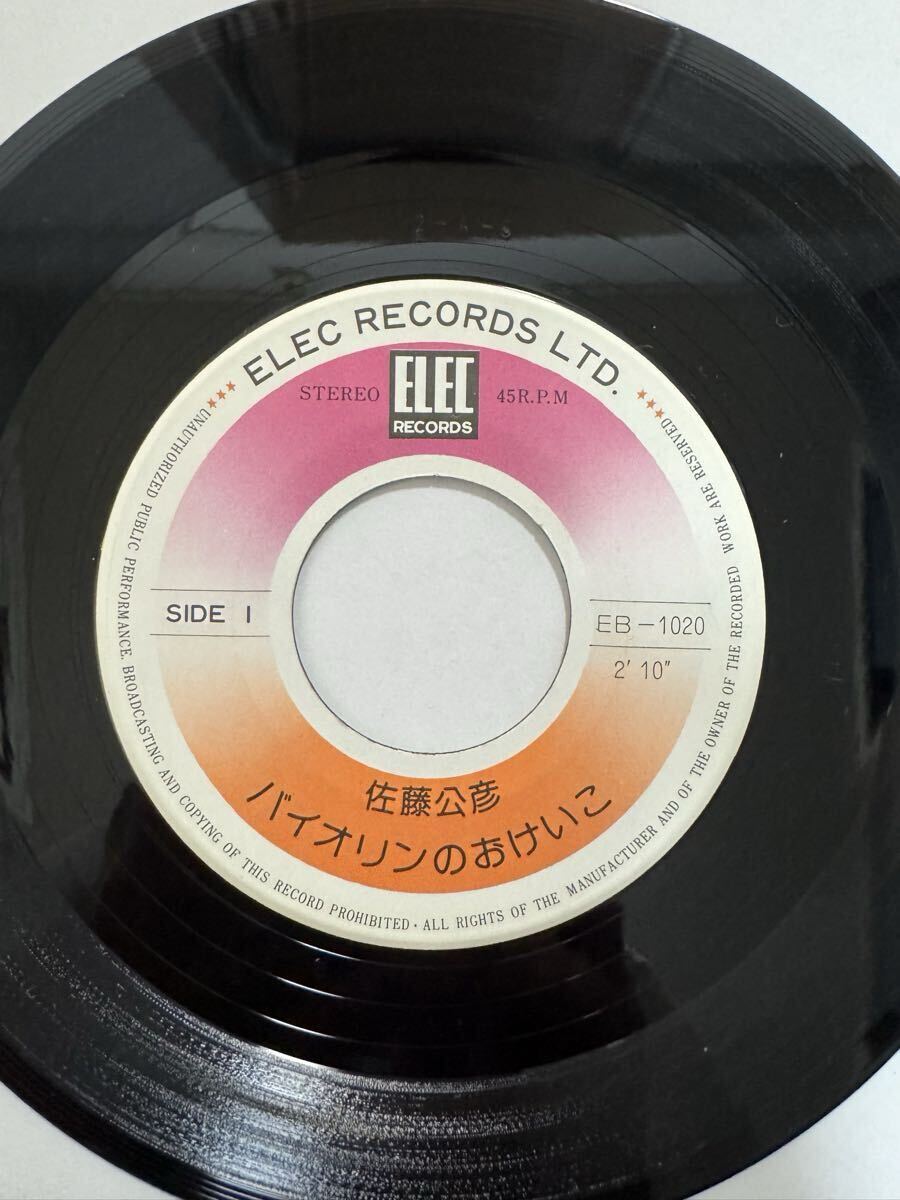 ★★★ ELEC RECORDS LTD. ★★★
STEREO
ELEC
RECORDS
45R.P.M
SIDE I
EB-1020
2′ 10″
佐藤公彦
バイオリンのおけいこ
UNAUTHORIZED PUBLIC PERFORMANCE. BROADCASTING AND COPYING OF THIS RECORD PROHIBITED・ALL RIGHTS OF THE MANUFACTURER AND OF THE OWNER OF THE RECORDED WORK ARE RESERVED